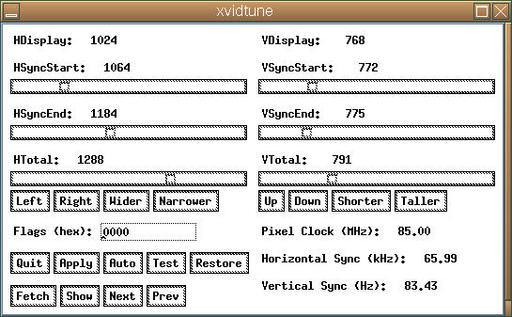 xvidtune
HDisplay: 1024
VDisplay: 768
HSyncStart: 1064
VSyncStart: 772
HSyncEnd: 1184
VSyncEnd: 775
HTotal: 1288
VTotal: 791
Left Right Wider Narrower
Up Down Shorter Taller
Flags (hex): 0000
Pixel Clock (MHz): 85.00
Quit Apply Auto Test Restore
Horizontal Sync (kHz): 65.99
Fetch Show Next Prev
Vertical Sync (Hz): 83.43